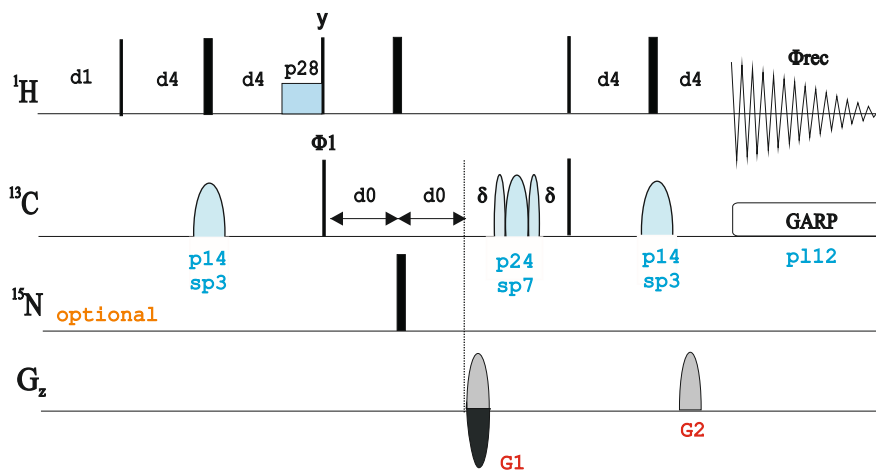 y
¹H d1 d4 d4 p28 d4 d4 Φrec
Φ1
¹³C d0 d0 δ δ GARP
p14 p24 p14 pl12
sp3 sp7 sp3
¹⁵N optional
Gz
G1 G2